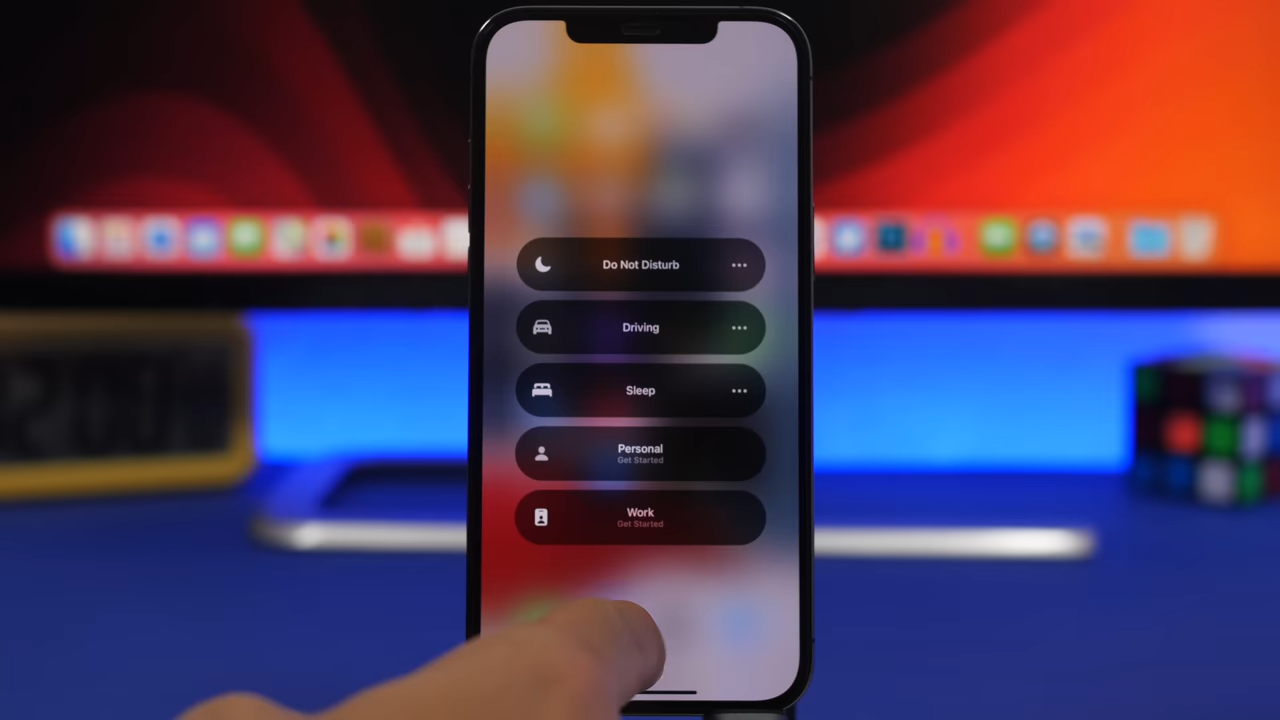 Do Not Disturb
Driving
Sleep
Personal
Get Started
Work
Get Started